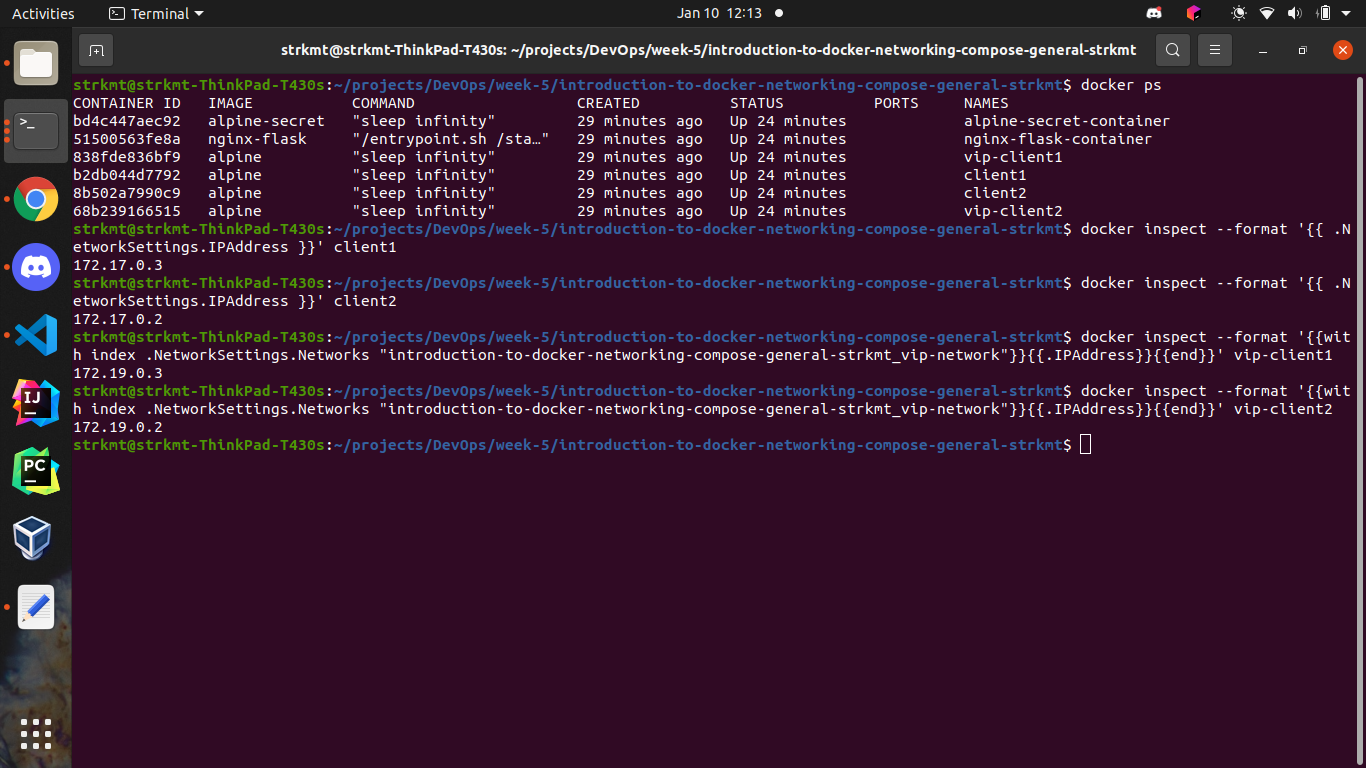 Activities
Terminal
Jan 10 12:13
strkmt@strkmt-ThinkPad-T430s: ~/projects/DevOps/week-5/introduction-to-docker-networking-compose-general-strkmt
strkmt@strkmt-ThinkPad-T430s:~/projects/DevOps/week-5/introduction-to-docker-networking-compose-general-strkmt$ docker ps
CONTAINER ID   IMAGE           COMMAND                  CREATED          STATUS          PORTS     NAMES
bd4c447aec92   alpine-secret   "sleep infinity"         29 minutes ago   Up 24 minutes             alpine-secret-container
51500563fe8a   nginx-flask     "/entrypoint.sh /sta…"   29 minutes ago   Up 24 minutes             nginx-flask-container
838fde836bf9   alpine          "sleep infinity"         29 minutes ago   Up 24 minutes             vip-client1
b2db044d7792   alpine          "sleep infinity"         29 minutes ago   Up 24 minutes             client1
8b502a7990c9   alpine          "sleep infinity"         29 minutes ago   Up 24 minutes             client2
68b239166515   alpine          "sleep infinity"         29 minutes ago   Up 24 minutes             vip-client2
strkmt@strkmt-ThinkPad-T430s:~/projects/DevOps/week-5/introduction-to-docker-networking-compose-general-strkmt$ docker inspect --format '{{ .N
etworkSettings.IPAddress }}' client1
172.17.0.3
strkmt@strkmt-ThinkPad-T430s:~/projects/DevOps/week-5/introduction-to-docker-networking-compose-general-strkmt$ docker inspect --format '{{ .N
etworkSettings.IPAddress }}' client2
172.17.0.2
strkmt@strkmt-ThinkPad-T430s:~/projects/DevOps/week-5/introduction-to-docker-networking-compose-general-strkmt$ docker inspect --format '{{wit
h index .NetworkSettings.Networks "introduction-to-docker-networking-compose-general-strkmt_vip-network"}}{{.IPAddress}}{{end}}' vip-client1
172.19.0.3
strkmt@strkmt-ThinkPad-T430s:~/projects/DevOps/week-5/introduction-to-docker-networking-compose-general-strkmt$ docker inspect --format '{{wit
h index .NetworkSettings.Networks "introduction-to-docker-networking-compose-general-strkmt_vip-network"}}{{.IPAddress}}{{end}}' vip-client2
172.19.0.2
strkmt@strkmt-ThinkPad-T430s:~/projects/DevOps/week-5/introduction-to-docker-networking-compose-general-strkmt$
>_
IJ
PC